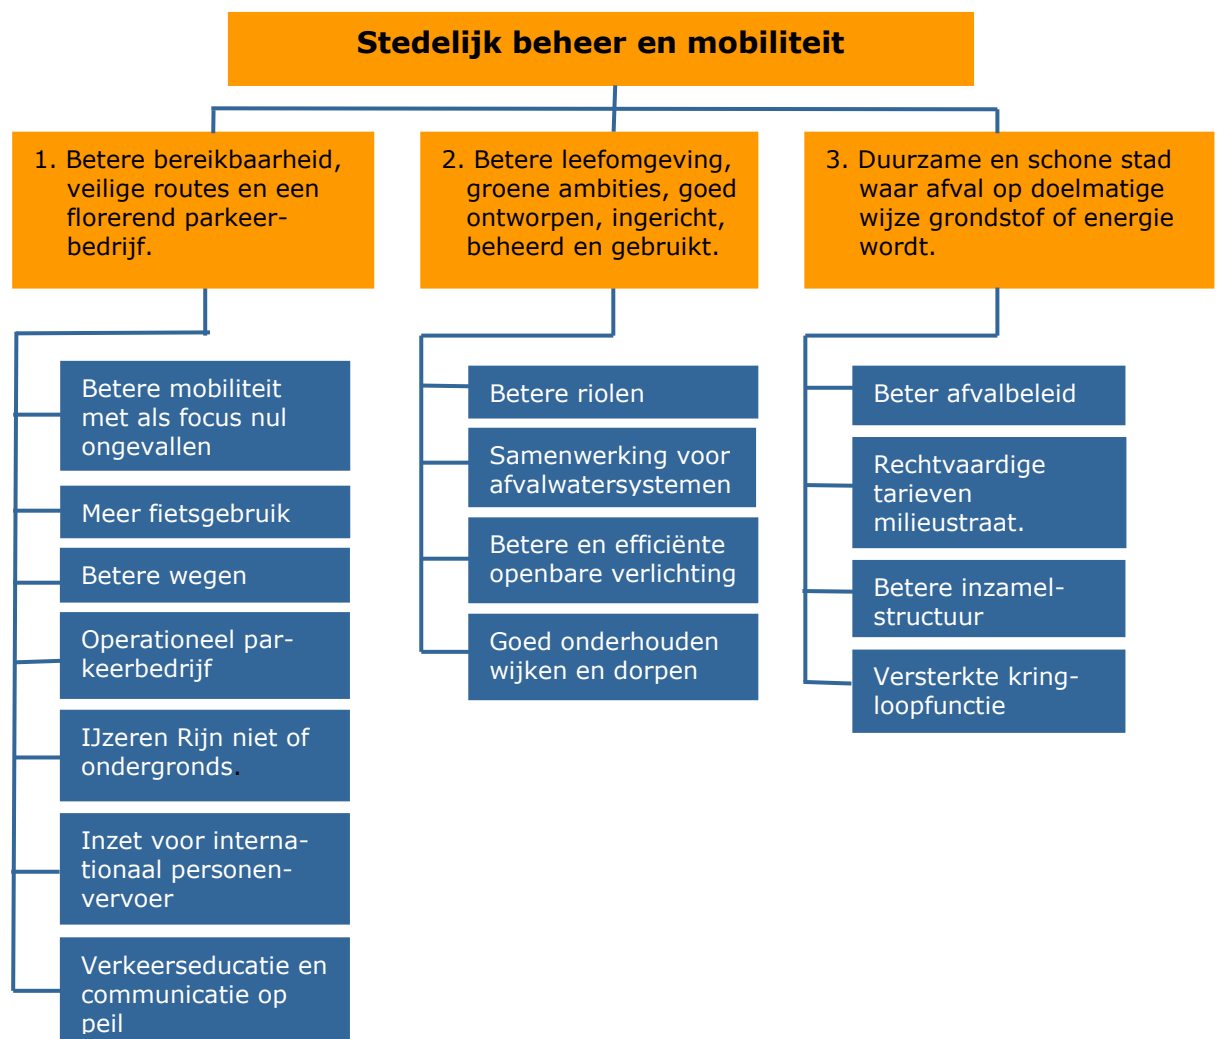 Stedelijk beheer en mobiliteit
1. Betere bereikbaarheid,
veilige routes en een
florerend parkeer-
bedrijf.
Betere mobiliteit
met als focus nul
ongevallen
Meer fietsgebruik
Betere wegen
Operationeel par-
keerbedrijf
IJzeren Rijn niet of
ondergronds.
Inzet voor interna-
tionaal personen-
vervoer
Verkeerseducatie en
communicatie op
peil
2. Betere leefomgeving,
groene ambities, goed
ontworpen, ingericht,
beheerd en gebruikt.
Betere riolen
Samenwerking voor
afvalwatersystemen
Betere en efficiënte
openbare verlichting
Goed onderhouden
wijken en dorpen
3. Duurzame en schone stad
waar afval op doelmatige
wijze grondstof of energie
wordt.
Beter afvalbeleid
Rechtvaardige
tarieven
milieustraat.
Betere inzamel-
structuur
Versterkte kring-
loopfunctie